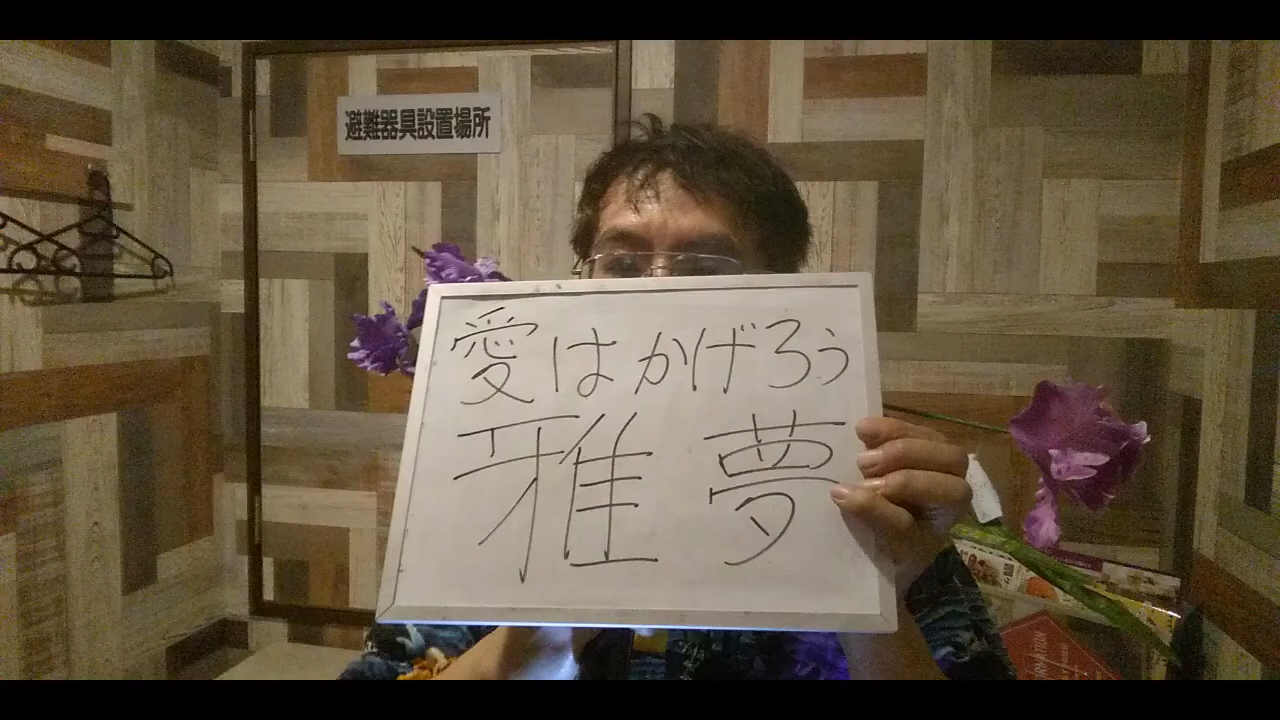 避難器具設置場所
愛はかげろう
雅夢